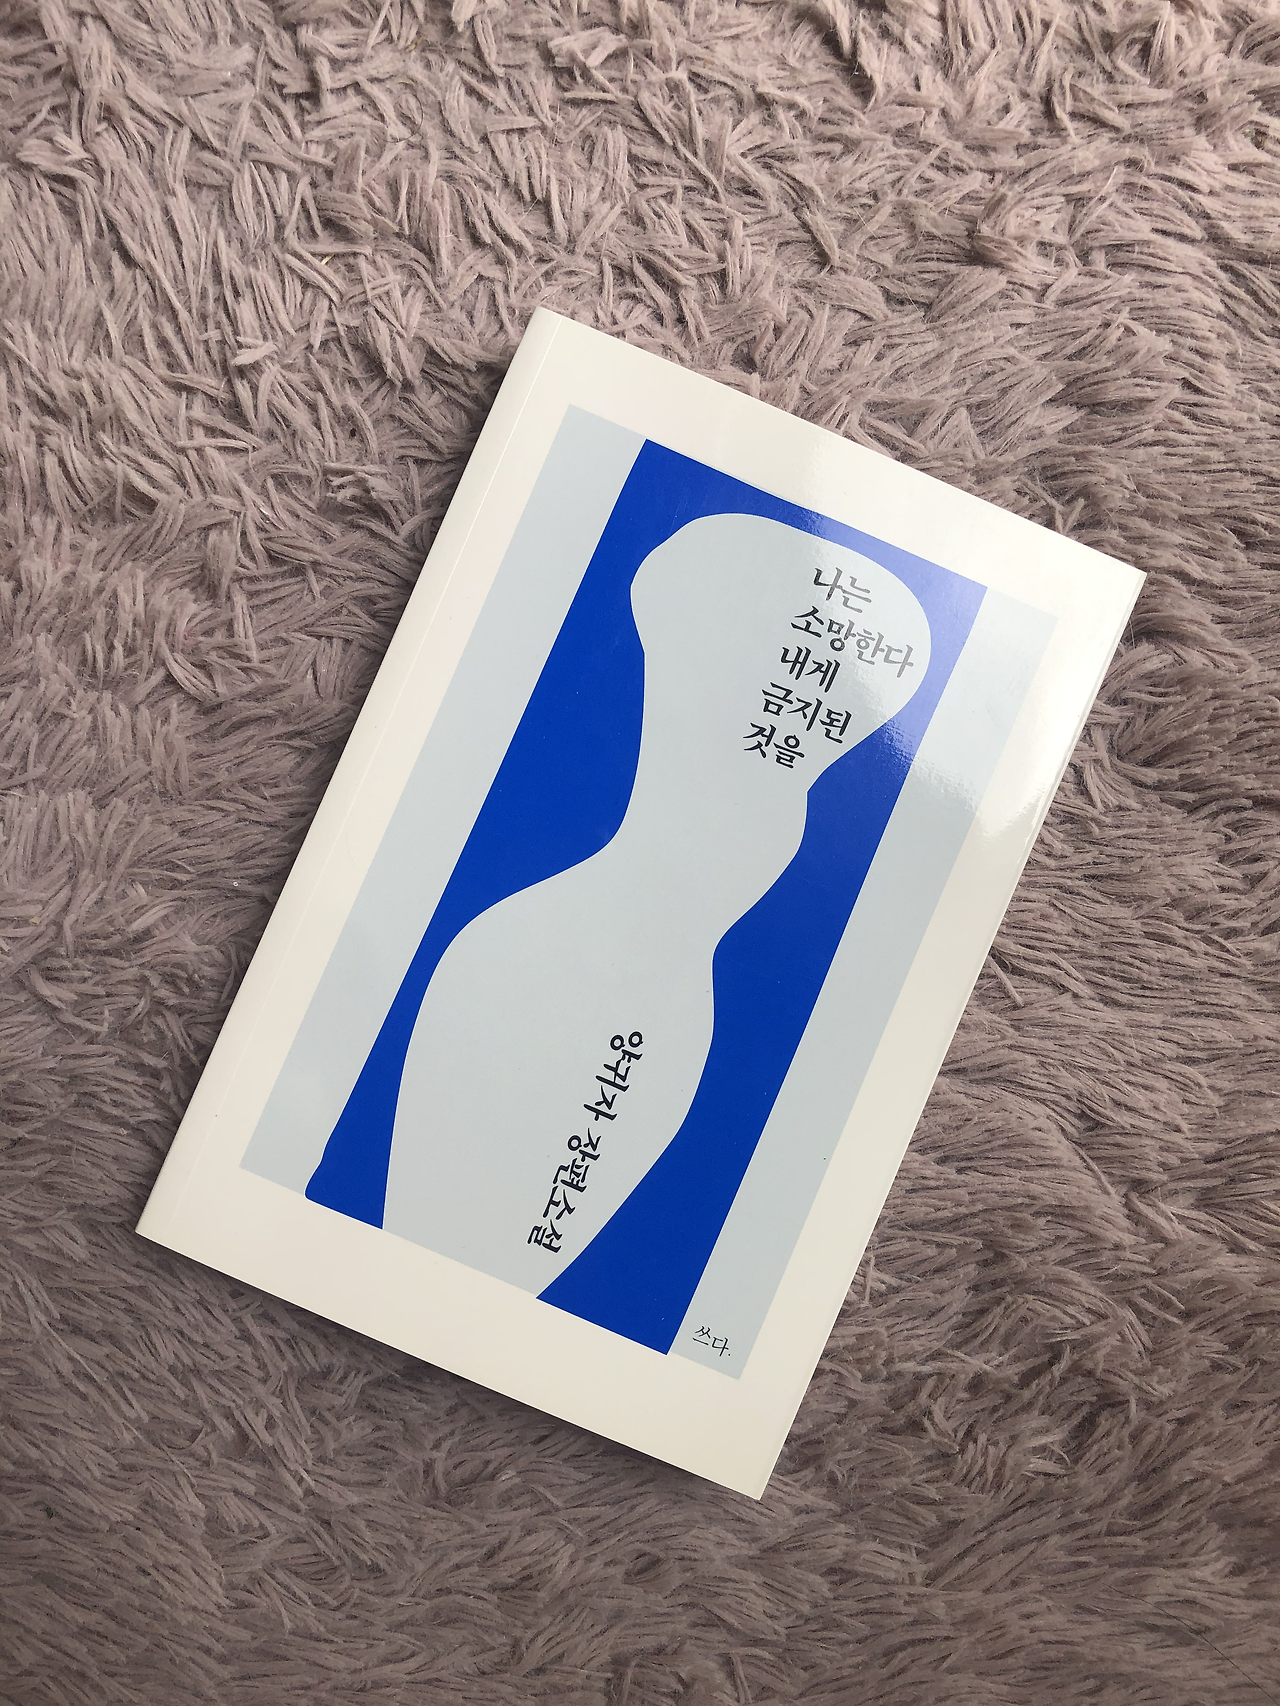 나는
소망한다
내게
금지된
것을
양귀자 장편소설
쓰다.